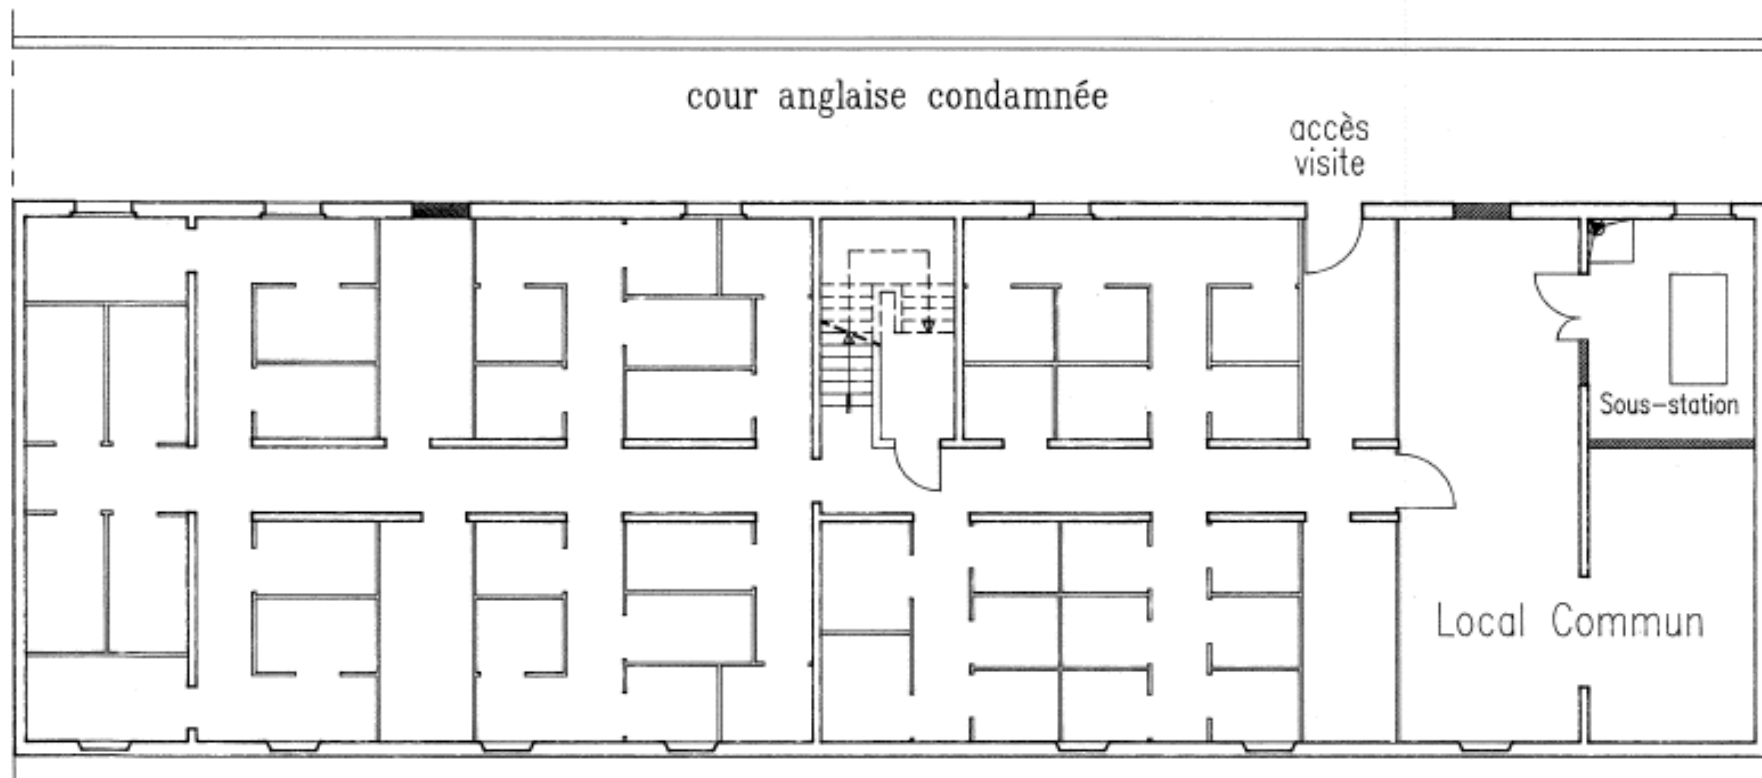 cour anglaise condamnée
accès
visite
Sous-station
Local Commun